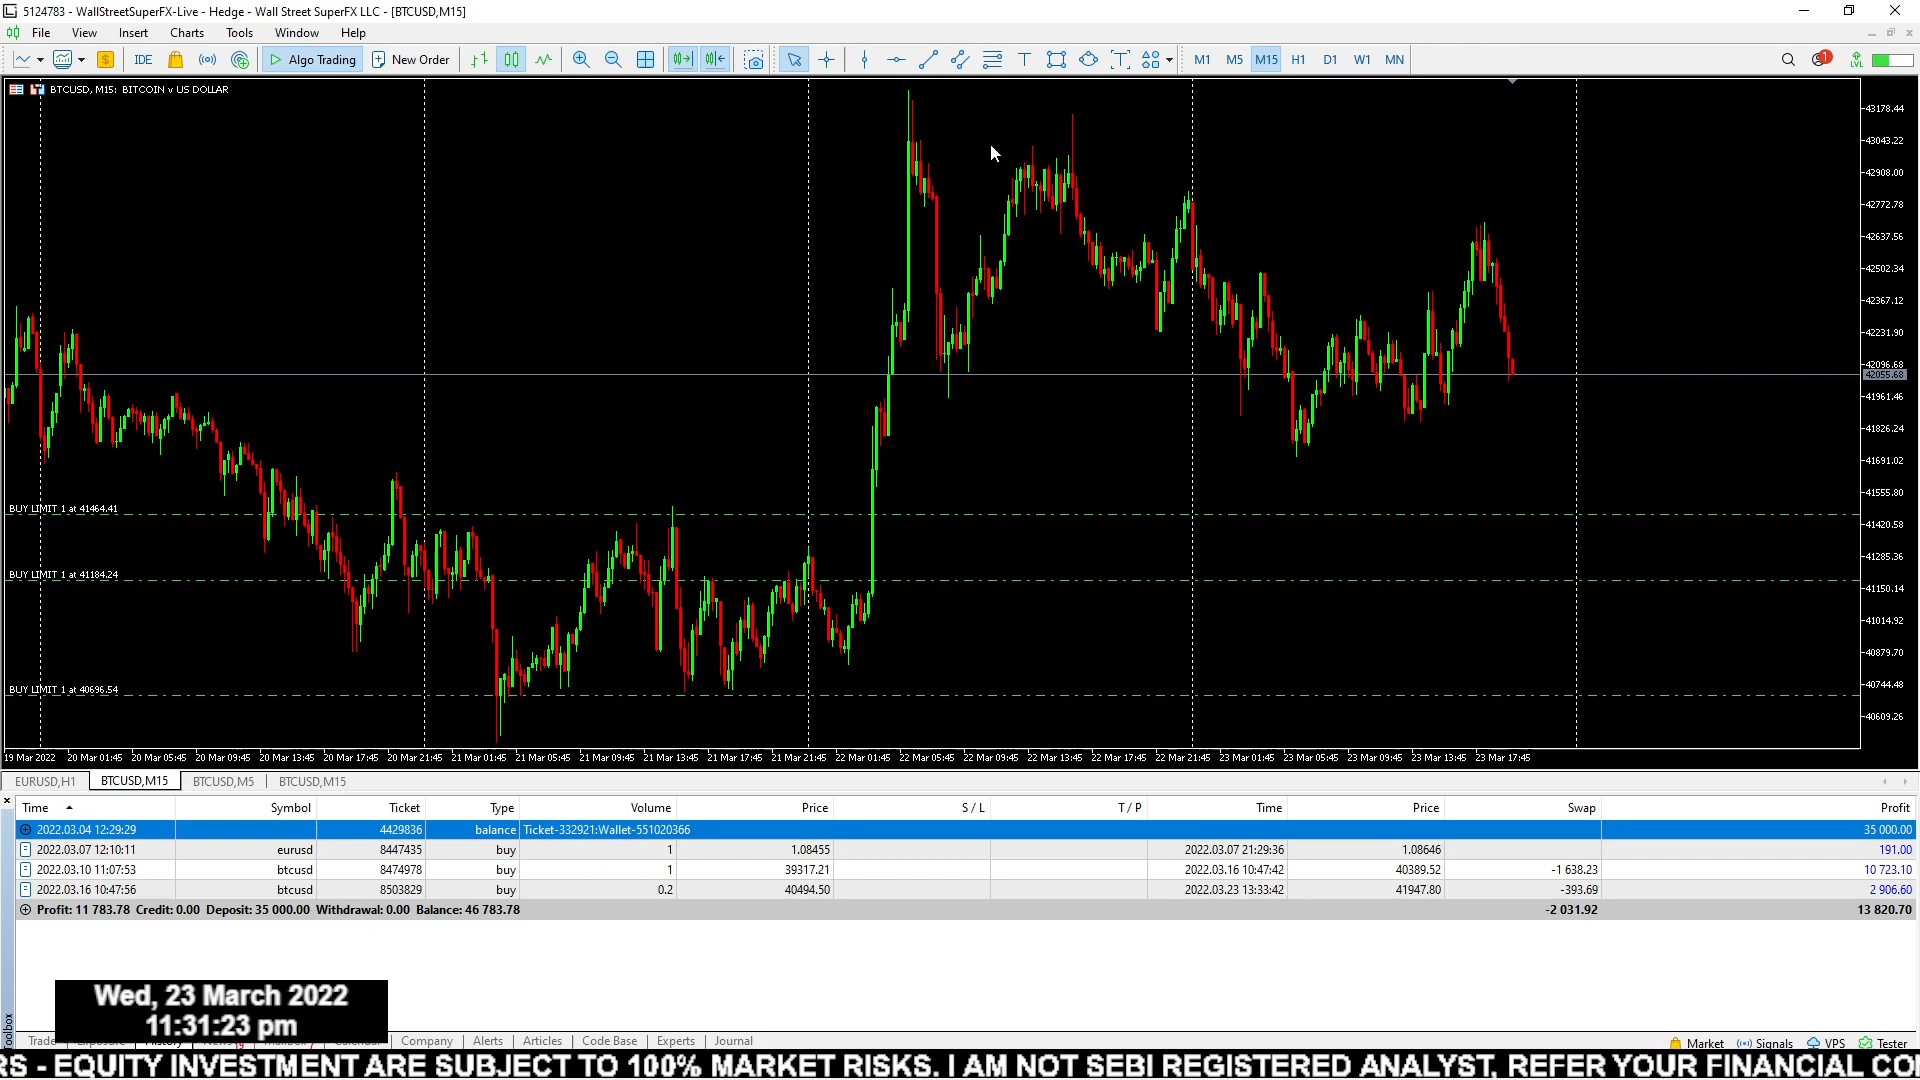 5124783 - WallStreetSuperFX-Live - Hedge - Wall Street SuperFX LLC - [BTCUSD,M15]
File View Insert Charts Tools Window Help
IDE Algo Trading New Order M1 M5 M15 H1 D1 W1 MN 1 LVL
BTCUSD, M15: BITCOIN v US DOLLAR
43178.44
43043.22
42908.00
42772.78
42637.56
42502.34
42367.12
42231.90
42096.68
42055.68
41961.46
41826.24
41691.02
41555.80
BUY LIMIT 1 at 41464.41
41420.58
41285.36
BUY LIMIT 1 at 41184.24
41150.14
41014.92
40879.70
BUY LIMIT 1 at 40696.54
40744.48
40609.26
19 Mar 2022 20 Mar 01:45 20 Mar 05:45 20 Mar 09:45 20 Mar 13:45 20 Mar 17:45 20 Mar 21:45 21 Mar 01:45 21 Mar 05:45 21 Mar 09:45 21 Mar 13:45 21 Mar 17:45 21 Mar 21:45 22 Mar 01:45 22 Mar 05:45 22 Mar 09:45 22 Mar 13:45 22 Mar 17:45 22 Mar 21:45 23 Mar 01:45 23 Mar 05:45 23 Mar 09:45 23 Mar 13:45 23 Mar 17:45
EURUSD,H1 BTCUSD,M15 BTCUSD,M5 BTCUSD,M15
Time Symbol Ticket Type Volume Price S / L T / P Time Price Swap Profit
2022.03.04 12:29:29 4429836 balance Ticket-332921:Wallet-551020366 35 000.00
2022.03.07 12:10:11 eurusd 8447435 buy 1 1.08455 2022.03.07 21:29:36 1.08646 191.00
2022.03.10 11:07:53 btcusd 8474978 buy 1 39317.21 2022.03.16 10:47:42 40389.52 -1 638.23 10 723.10
2022.03.16 10:47:56 btcusd 8503829 buy 0.2 40494.50 2022.03.23 13:33:42 41947.80 -393.69 2 906.60
Profit: 11 783.78 Credit: 0.00 Deposit: 35 000.00 Withdrawal: 0.00 Balance: 46 783.78 -2 031.92 13 820.70
Wed, 23 March 2022
11:31:23 pm
Toolbox
Trade Company Alerts Articles Code Base Experts Journal
Market Signals VPS Tester
RS - EQUITY INVESTMENT ARE SUBJECT TO 100% MARKET RISKS. I AM NOT SEBI REGISTERED ANALYST, REFER YOUR FINANCIAL CO